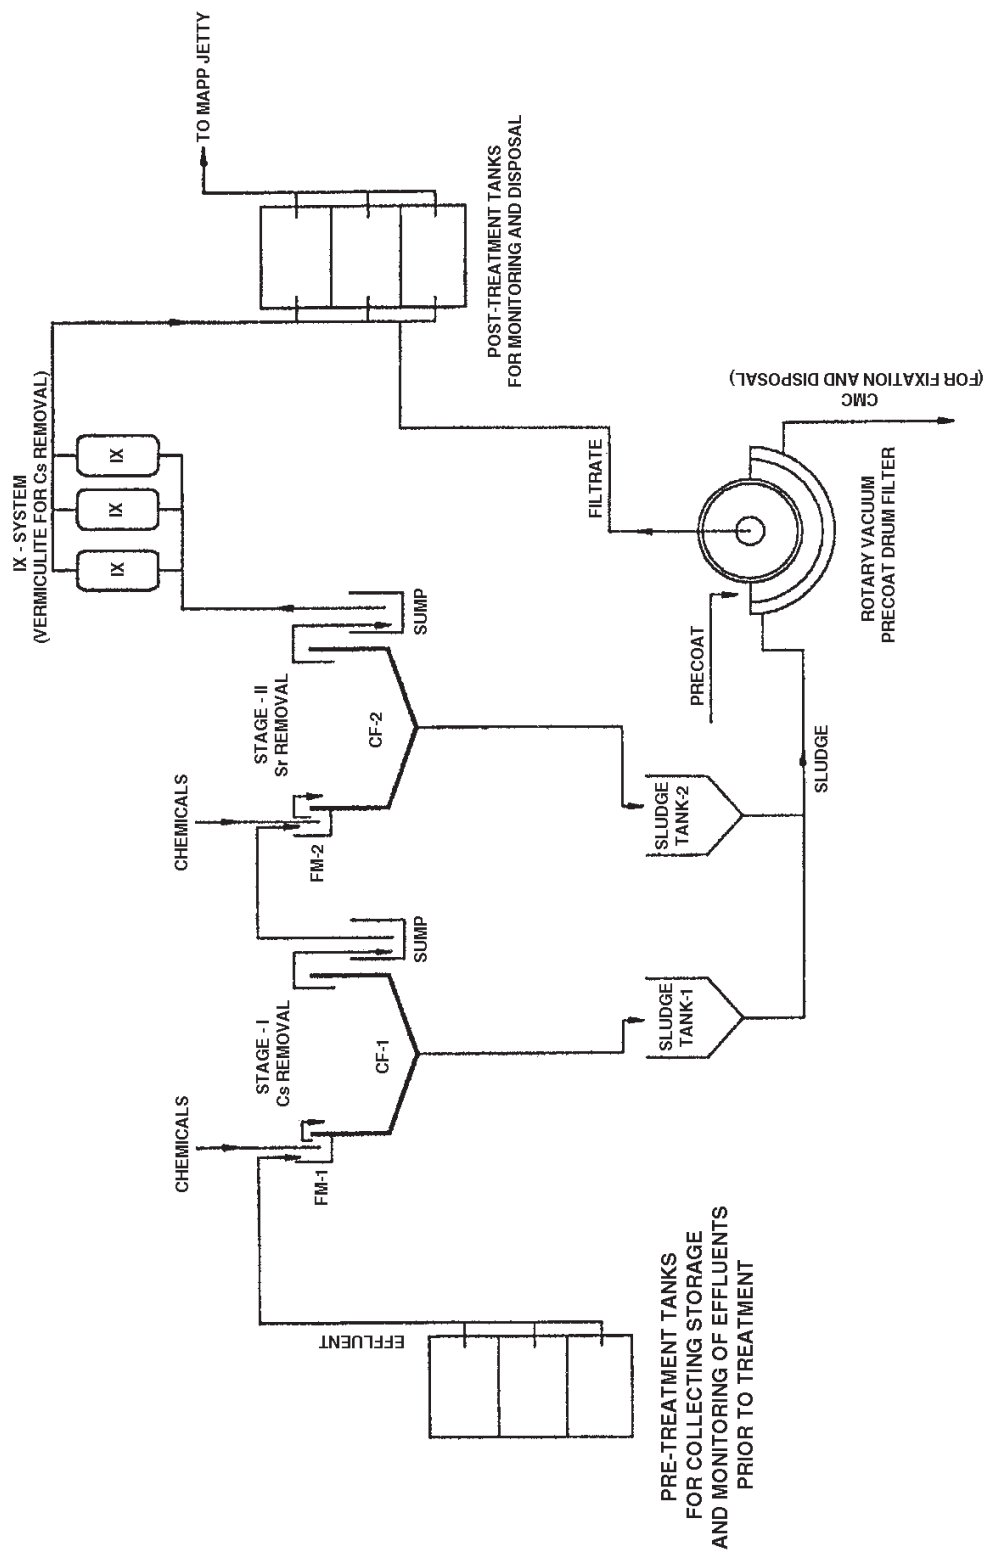 IX - SYSTEM
(VERMICULITE FOR Cs REMOVAL)
IX
IX
IX
TO MAPP JETTY
CHEMICALS
CHEMICALS
STAGE - I
Cs REMOVAL
STAGE - II
Sr REMOVAL
FM-1
CF-1
SUMP
FM-2
CF-2
SUMP
EFFLUENT
POST-TREATMENT TANKS
FOR MONITORING AND DISPOSAL
FILTRATE
PRE-TREATMENT TANKS
FOR COLLECTING STORAGE
AND MONITORING OF EFFLUENTS
PRIOR TO TREATMENT
SLUDGE
TANK-1
SLUDGE
TANK-2
PRECOAT
SLUDGE
CMC
(FOR FIXATION AND DISPOSAL)
ROTARY VACUUM
PRECOAT DRUM FILTER